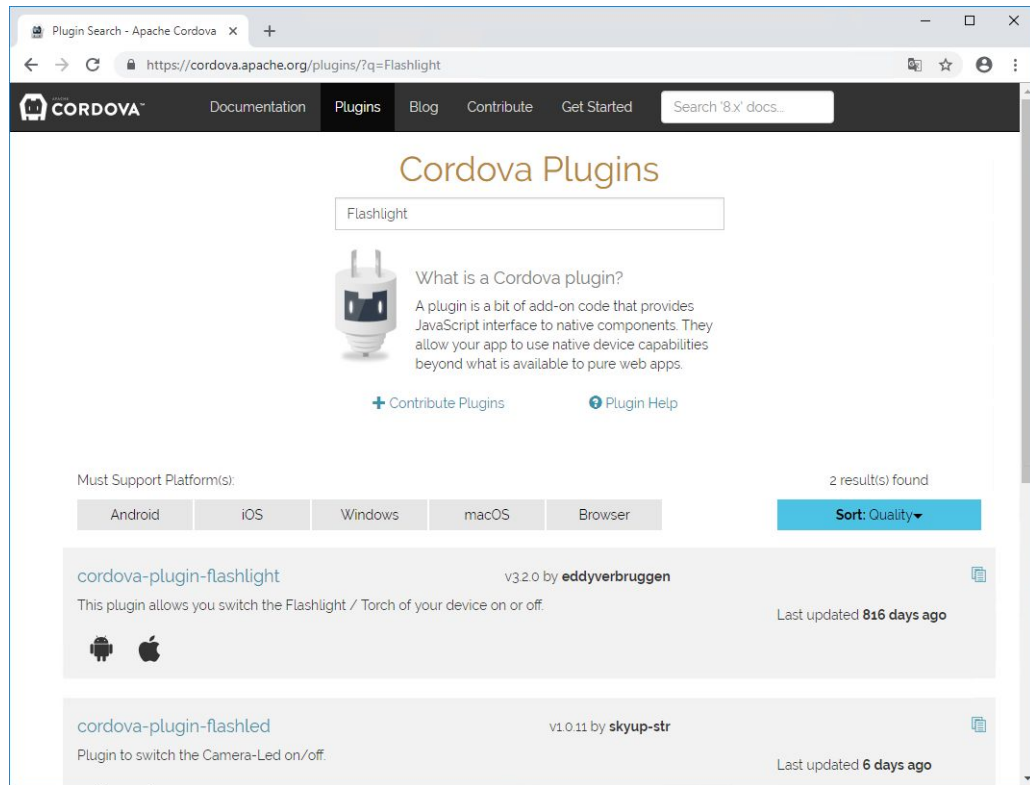 Plugin Search - Apache Cordova
https://cordova.apache.org/plugins/?q=Flashlight
APACHE
CORDOVA™ Documentation Plugins Blog Contribute Get Started Search '8.x' docs...
Cordova Plugins
Flashlight
What is a Cordova plugin?
A plugin is a bit of add-on code that provides
JavaScript interface to native components. They
allow your app to use native device capabilities
beyond what is available to pure web apps.
Contribute Plugins Plugin Help
Must Support Platform(s): 2 result(s) found
Android iOS Windows macOS Browser Sort: Quality
cordova-plugin-flashlight v3.2.0 by eddyverbruggen
This plugin allows you switch the Flashlight / Torch of your device on or off.
Last updated 816 days ago
cordova-plugin-flashled v1.0.11 by skyup-str
Plugin to switch the Camera-Led on/off.
Last updated 6 days ago